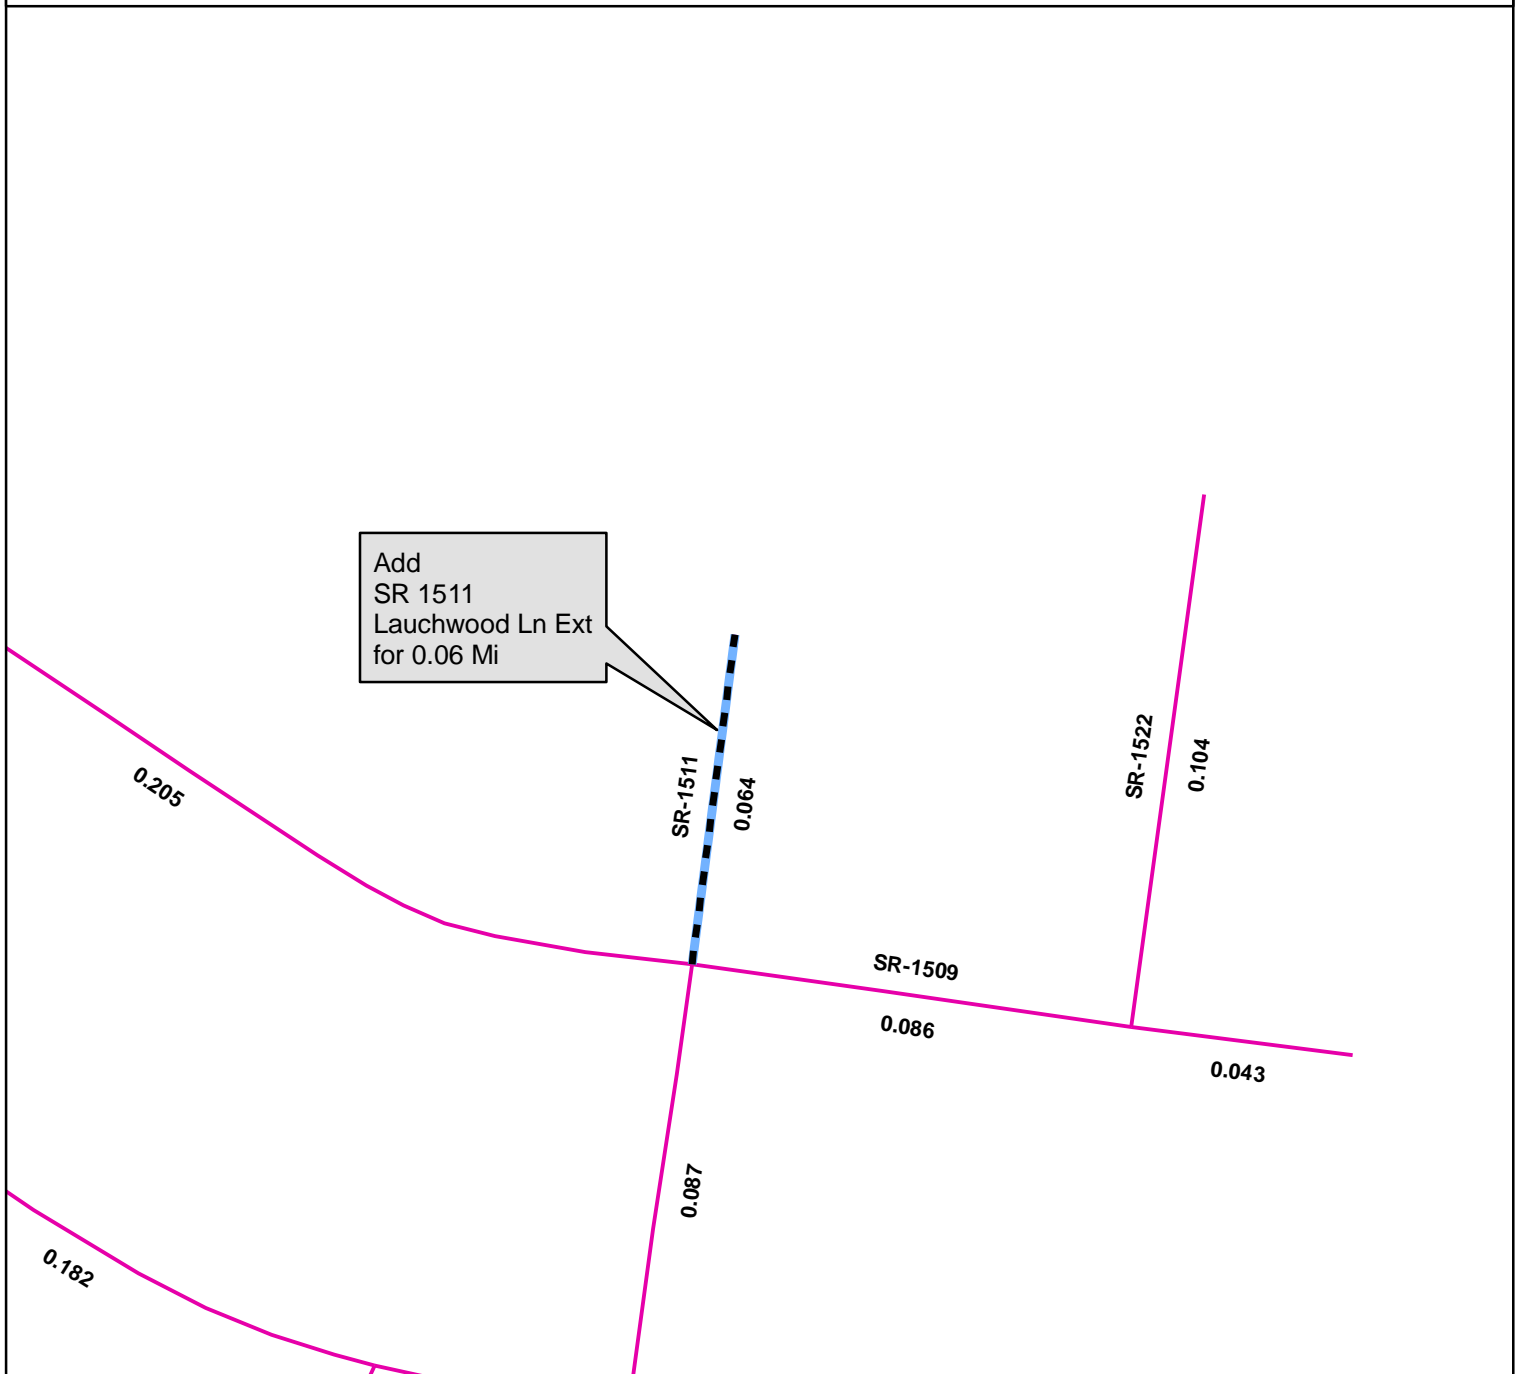 Add
SR 1511
Lauchwood Ln Ext
for 0.06 Mi
SR-1522
0.104
SR-1511
0.064
0.205
SR-1509
0.086
0.043
0.087
0.182